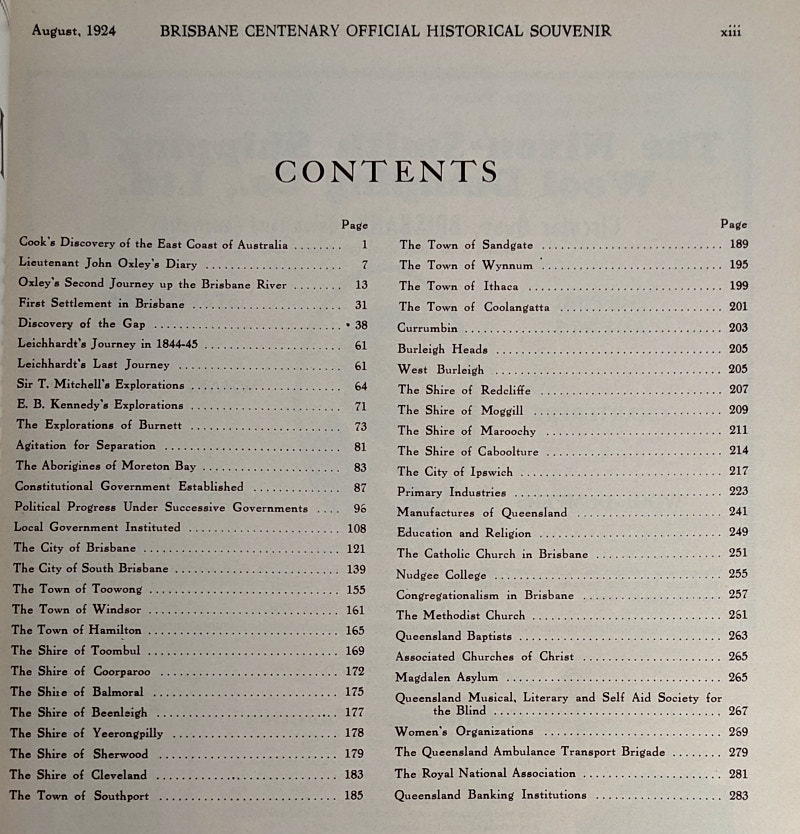 August, 1924 BRISBANE CENTENARY OFFICIAL HISTORICAL SOUVENIR xiii
CONTENTS
Page
Cook's Discovery of the East Coast of Australia ........ 1
Lieutenant John Oxley's Diary ...................... 7
Oxley's Second Journey up the Brisbane River ........ 13
First Settlement in Brisbane ........................ 31
Discovery of the Gap .............................. 38
Leichhardt's Journey in 1844-45 ...................... 61
Leichhardt's Last Journey .......................... 61
Sir T. Mitchell's Explorations ........................ 64
E. B. Kennedy's Explorations ........................ 71
The Explorations of Burnett ........................ 73
Agitation for Separation ............................ 81
The Aborigines of Moreton Bay ...................... 83
Constitutional Government Established .............. 87
Political Progress Under Successive Governments .... 96
Local Government Instituted ........................ 108
The City of Brisbane .............................. 121
The City of South Brisbane .......................... 139
The Town of Toowong .............................. 155
The Town of Windsor .............................. 161
The Town of Hamilton .............................. 165
The Shire of Toombul .............................. 169
The Shire of Coorparoo ............................ 172
The Shire of Balmoral .............................. 175
The Shire of Beenleigh ............................ 177
The Shire of Yeerongpilly .......................... 178
The Shire of Sherwood ............................ 179
The Shire of Cleveland ............................ 183
The Town of Southport ............................ 185
Page
The Town of Sandgate ............................ 189
The Town of Wynnum ............................ 195
The Town of Ithaca .............................. 199
The Town of Coolangatta .......................... 201
Currumbin ...................................... 203
Burleigh Heads .................................. 205
West Burleigh .................................. 205
The Shire of Redcliffe ............................ 207
The Shire of Moggill .............................. 209
The Shire of Maroochy ............................ 211
The Shire of Caboolture .......................... 214
The City of Ipswich .............................. 217
Primary Industries ................................ 223
Manufactures of Queensland ........................ 241
Education and Religion ............................ 249
The Catholic Church in Brisbane .................... 251
Nudgee College .................................. 255
Congregationalism in Brisbane ...................... 257
The Methodist Church ............................ 261
Queensland Baptists .............................. 263
Associated Churches of Christ ...................... 265
Magdalen Asylum ................................ 265
Queensland Musical, Literary and Self Aid Society for
the Blind .................................. 267
Women's Organizations ............................ 269
The Queensland Ambulance Transport Brigade ........ 279
The Royal National Association ...................... 281
Queensland Banking Institutions .................... 283